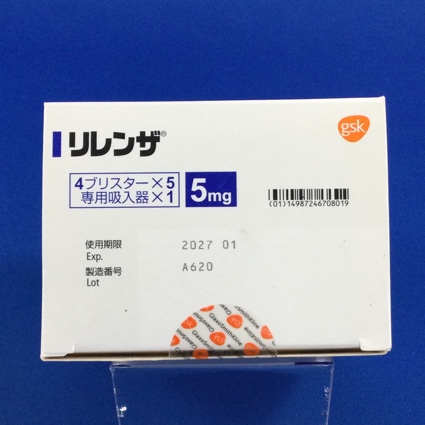 リレンザ®
gsk
4ブリスター×5
専用吸入器×1
5mg
(01)14987246708019
使用期限
Exp.
2027 01
製造番号
Lot
A620
GlaxoSmithKline